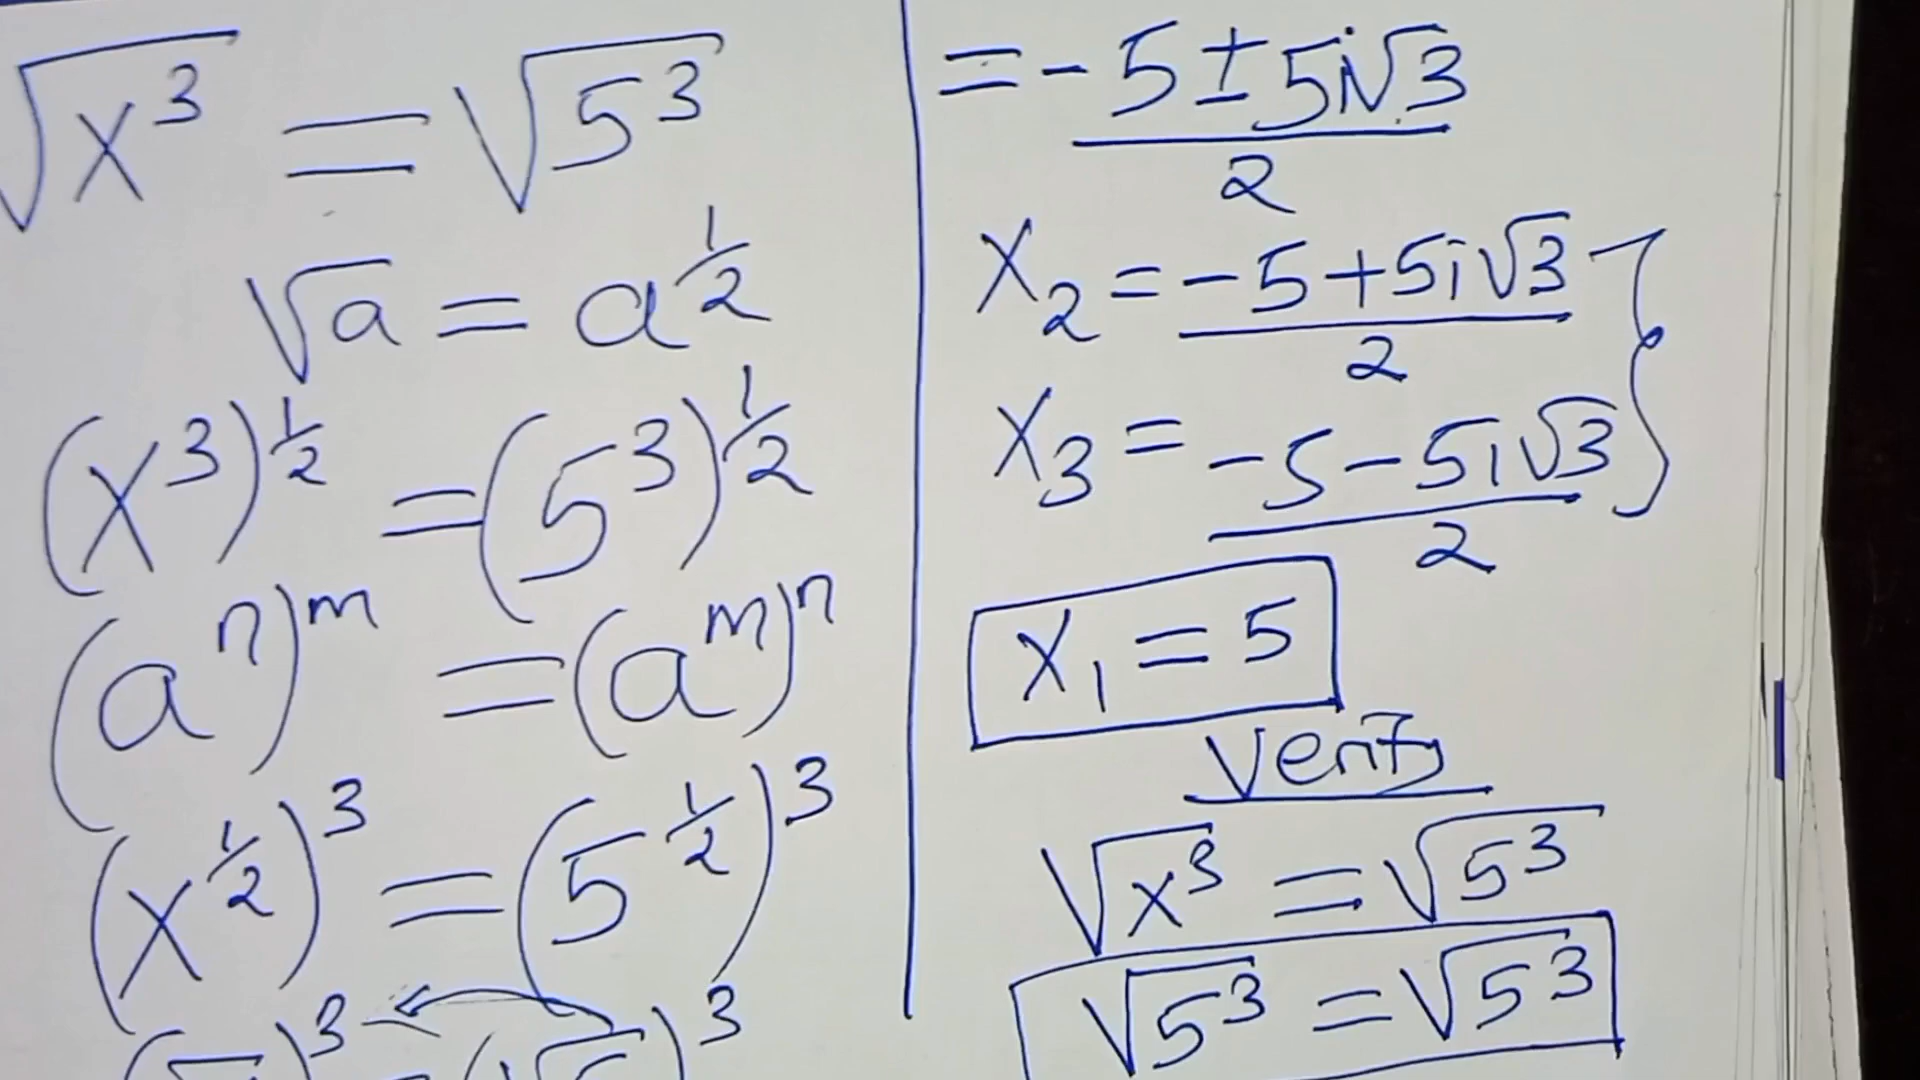 √x³ = √5³
√a = a^½
(x³)^½ = (5³)^½
(aⁿ)ᵐ = (aᵐ)ⁿ
(x^½)³ = (5^½)³
)³ = (√ )³
= -5 ± 5i√3 / 2
x₂ = -5+5i√3 / 2
x₃ = -5-5i√3 / 2
x₁ = 5
Verify
√x³ = √5³
√5³ = √5³